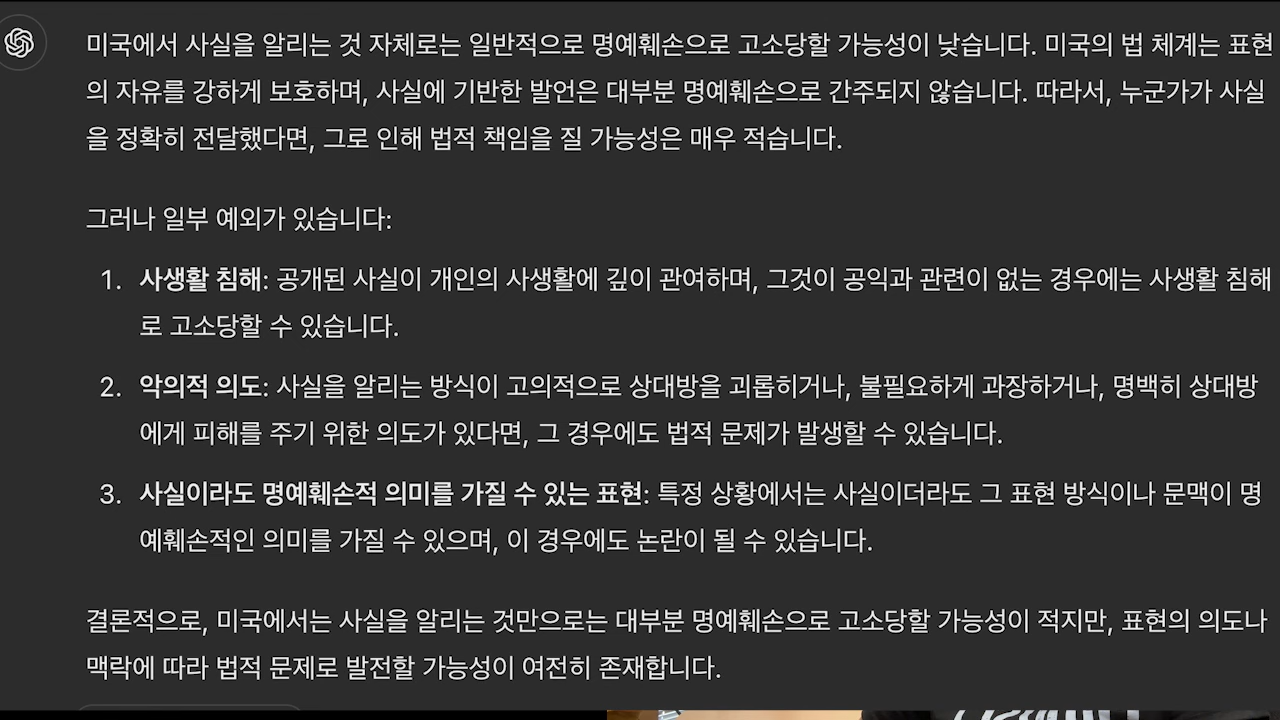 미국에서 사실을 알리는 것 자체로는 일반적으로 명예훼손으로 고소당할 가능성이 낮습니다. 미국의 법 체계는 표현
의 자유를 강하게 보호하며, 사실에 기반한 발언은 대부분 명예훼손으로 간주되지 않습니다. 따라서, 누군가가 사실
을 정확히 전달했다면, 그로 인해 법적 책임을 질 가능성은 매우 적습니다.
그러나 일부 예외가 있습니다:
1. 사생활 침해: 공개된 사실이 개인의 사생활에 깊이 관여하며, 그것이 공익과 관련이 없는 경우에는 사생활 침해
로 고소당할 수 있습니다.
2. 악의적 의도: 사실을 알리는 방식이 고의적으로 상대방을 괴롭히거나, 불필요하게 과장하거나, 명백히 상대방
에게 피해를 주기 위한 의도가 있다면, 그 경우에도 법적 문제가 발생할 수 있습니다.
3. 사실이라도 명예훼손적 의미를 가질 수 있는 표현: 특정 상황에서는 사실이더라도 그 표현 방식이나 문맥이 명
예훼손적인 의미를 가질 수 있으며, 이 경우에도 논란이 될 수 있습니다.
결론적으로, 미국에서는 사실을 알리는 것만으로는 대부분 명예훼손으로 고소당할 가능성이 적지만, 표현의 의도나
맥락에 따라 법적 문제로 발전할 가능성이 여전히 존재합니다.